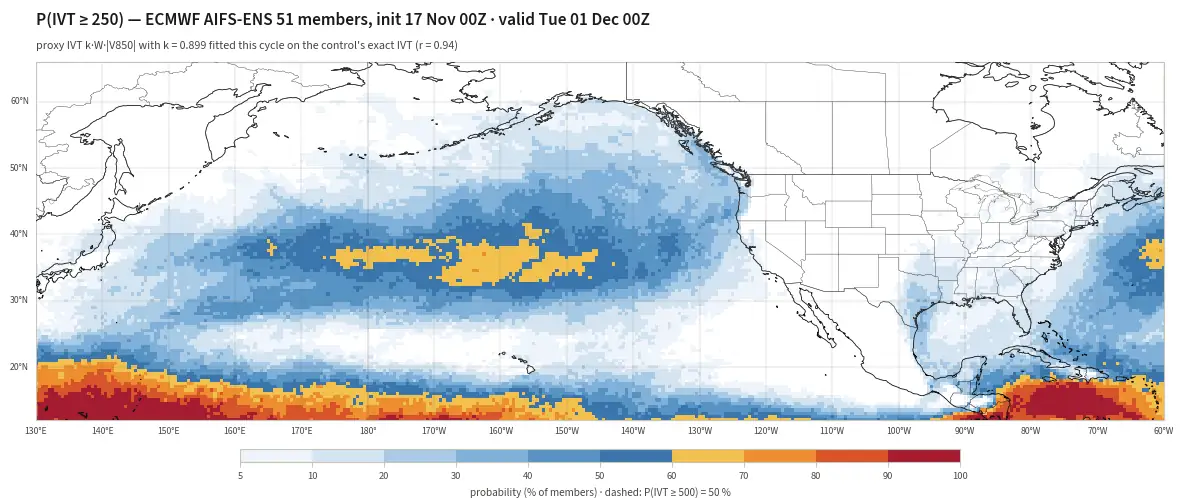 P(IVT ≥ 250) — ECMWF AIFS-ENS 51 members, init 17 Nov 00Z · valid Tue 01 Dec 00Z
proxy IVT k·W·|V850| with k = 0.899 fitted this cycle on the control's exact IVT (r = 0.94)
60°N
50°N
40°N
30°N
20°N
130°E 140°E 150°E 160°E 170°E 180° 170°W 160°W 150°W 140°W 130°W 120°W 110°W 100°W 90°W 80°W 70°W 60°W
5 10 20 30 40 50 60 70 80 90 100
probability (% of members) · dashed: P(IVT ≥ 500) = 50 %